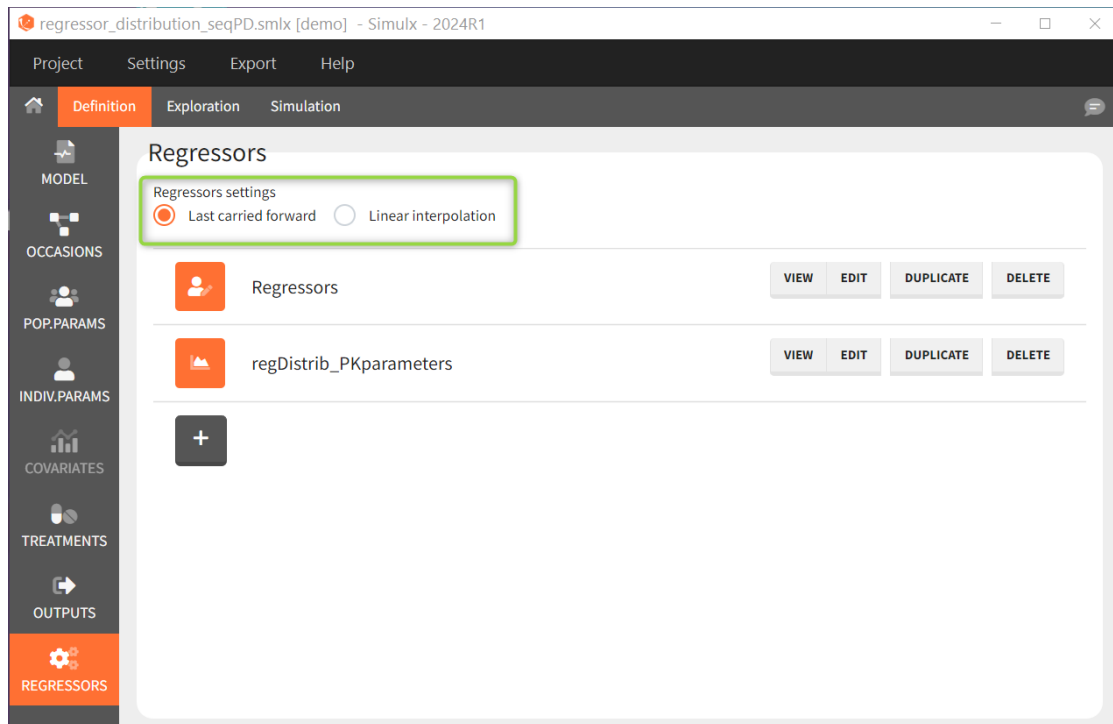 regressor_distribution_seqPD.smlx [demo] - Simulx - 2024R1
Project Settings Export Help
Definition Exploration Simulation
MODEL
OCCASIONS
POP.PARAMS
INDIV.PARAMS
COVARIATES
TREATMENTS
OUTPUTS
REGRESSORS
Regressors
Regressors settings
Last carried forward Linear interpolation
Regressors VIEW EDIT DUPLICATE DELETE
regDistrib_PKparameters VIEW EDIT DUPLICATE DELETE
+